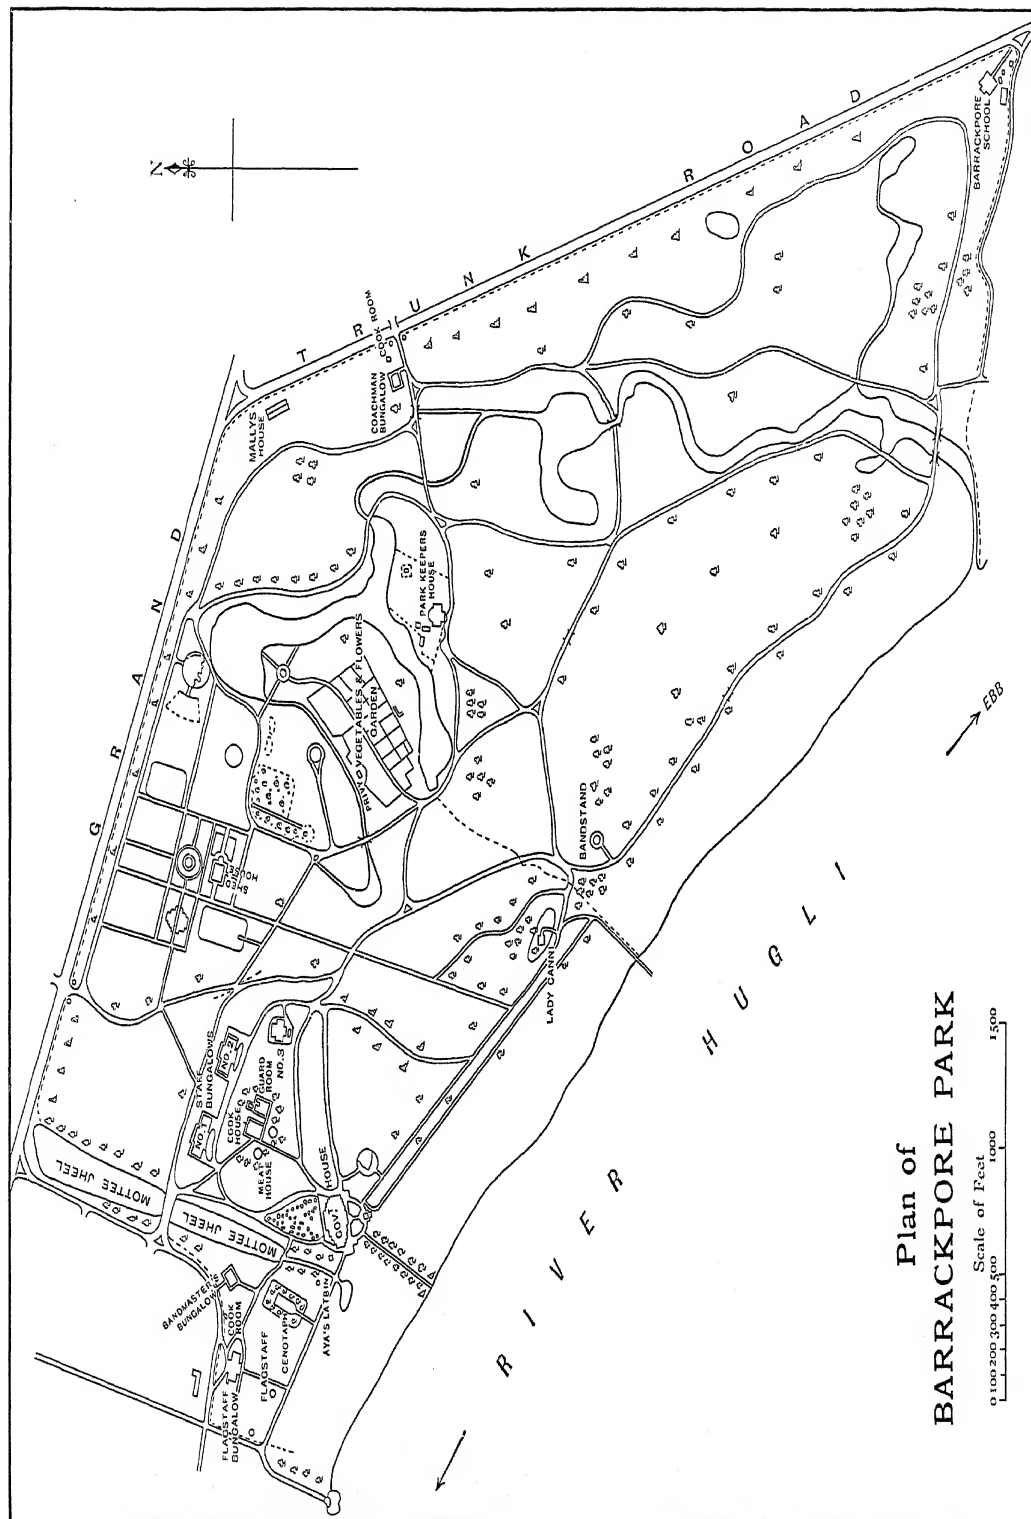 Plan of
BARRACKPORE PARK
Scale of Feet
0 100 200 300 400 500 1000 1500
N
GRAND
TRUNK ROAD
RIVER HUGLI
EBB
BARRACKPORE
SCHOOL
COOK ROOM
COACHMAN
BUNGALOW
MALLYS
HOUSE
PARK KEEPERS
HOUSE
VEGETABLES & FLOWERS
GARDEN
SHED
HOUSE
BANDSTAND
LADY CANNI
STAFF
BUNGALOWS
NO. 1
NO. 2
NO. 3
COOK
HOUSE
GUARD
ROOM
MEAT
HOUSE
GOVT HOUSE
MOTTEE JHEEL
MOTTEE JHEEL
BANDMASTER'S
BUNGALOW
COOK
ROOM
CENOTAPH
AYA'S LATRIN
FLAGSTAFF
FLAGSTAFF
BUNGALOW